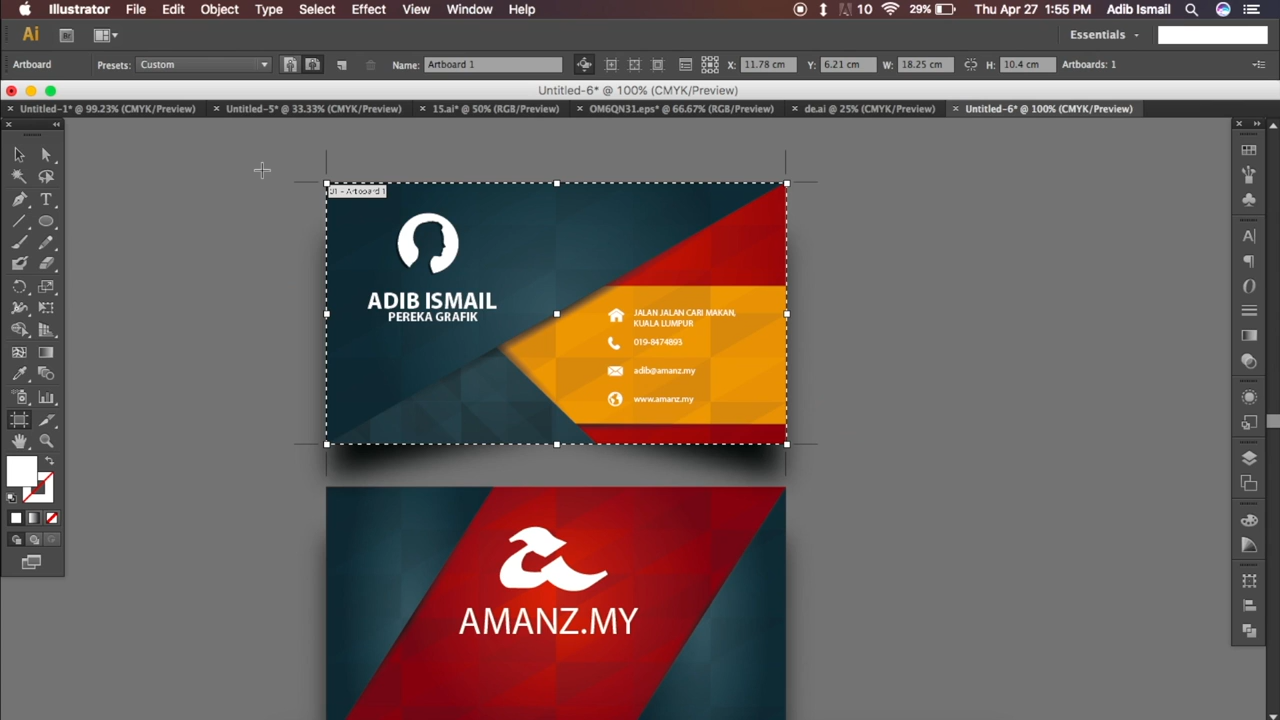 Illustrator File Edit Object Type Select Effect View Window Help 10 29% Thu Apr 27 1:55 PM Adib Ismail
Ai Br Essentials
Artboard Presets: Custom Name: Artboard 1 X: 11.78 cm Y: 6.21 cm W: 18.25 cm H: 10.4 cm Artboards: 1
Untitled-6* @ 100% (CMYK/Preview)
Untitled-1* @ 99.23% (CMYK/Preview) Untitled-5* @ 33.33% (CMYK/Preview) 15.ai* @ 50% (RGB/Preview) OM6QN31.eps* @ 66.67% (RGB/Preview) de.ai @ 25% (CMYK/Preview) Untitled-6* @ 100% (CMYK/Preview)
01 - Artboard 1
ADIB ISMAIL
PEREKA GRAFIK
JALAN JALAN CARI MAKAN,
KUALA LUMPUR
019-8474893
adib@amanz.my
www.amanz.my
AMANZ.MY